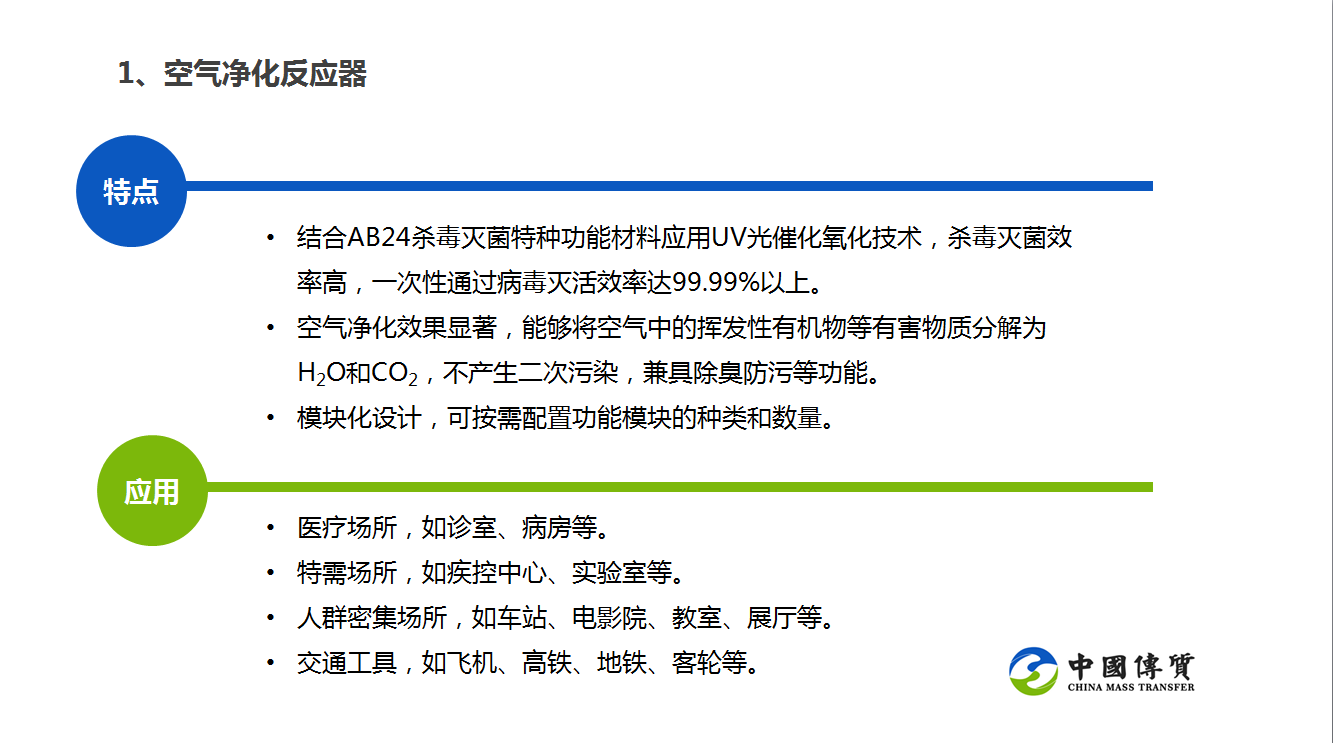 1、空气净化反应器
特点
• 结合AB24杀毒灭菌特种功能材料应用UV光催化氧化技术，杀毒灭菌效
率高，一次性通过病毒灭活效率达99.99%以上。
• 空气净化效果显著，能够将空气中的挥发性有机物等有害物质分解为
H₂O和CO₂，不产生二次污染，兼具除臭防污等功能。
• 模块化设计，可按需配置功能模块的种类和数量。
应用
• 医疗场所，如诊室、病房等。
• 特需场所，如疾控中心、实验室等。
• 人群密集场所，如车站、电影院、教室、展厅等。
• 交通工具，如飞机、高铁、地铁、客轮等。
中國傳質
CHINA MASS TRANSFER